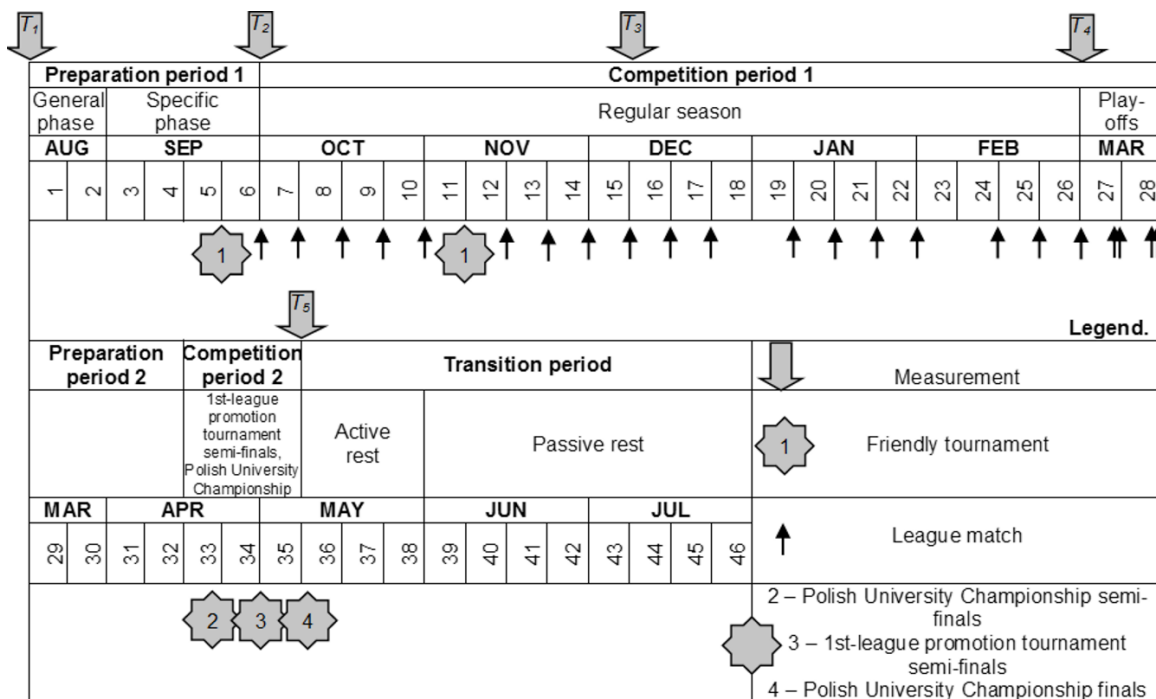 T1 T2 T3 T4
Preparation period 1 Competition period 1
General phase Specific phase Regular season Play-offs
AUG SEP OCT NOV DEC JAN FEB MAR
1 2 3 4 5 6 7 8 9 10 11 12 13 14 15 16 17 18 19 20 21 22 23 24 25 26 27 28
1 1
T5
Legend.
Preparation period 2 Competition period 2 Transition period Measurement
1st-league promotion tournament semi-finals, Polish University Championship
Active rest Passive rest 1 Friendly tournament
MAR APR MAY JUN JUL
29 30 31 32 33 34 35 36 37 38 39 40 41 42 43 44 45 46
League match
2 3 4
2 – Polish University Championship semi-
finals
3 – 1st-league promotion tournament
semi-finals
4 – Polish University Championship finals